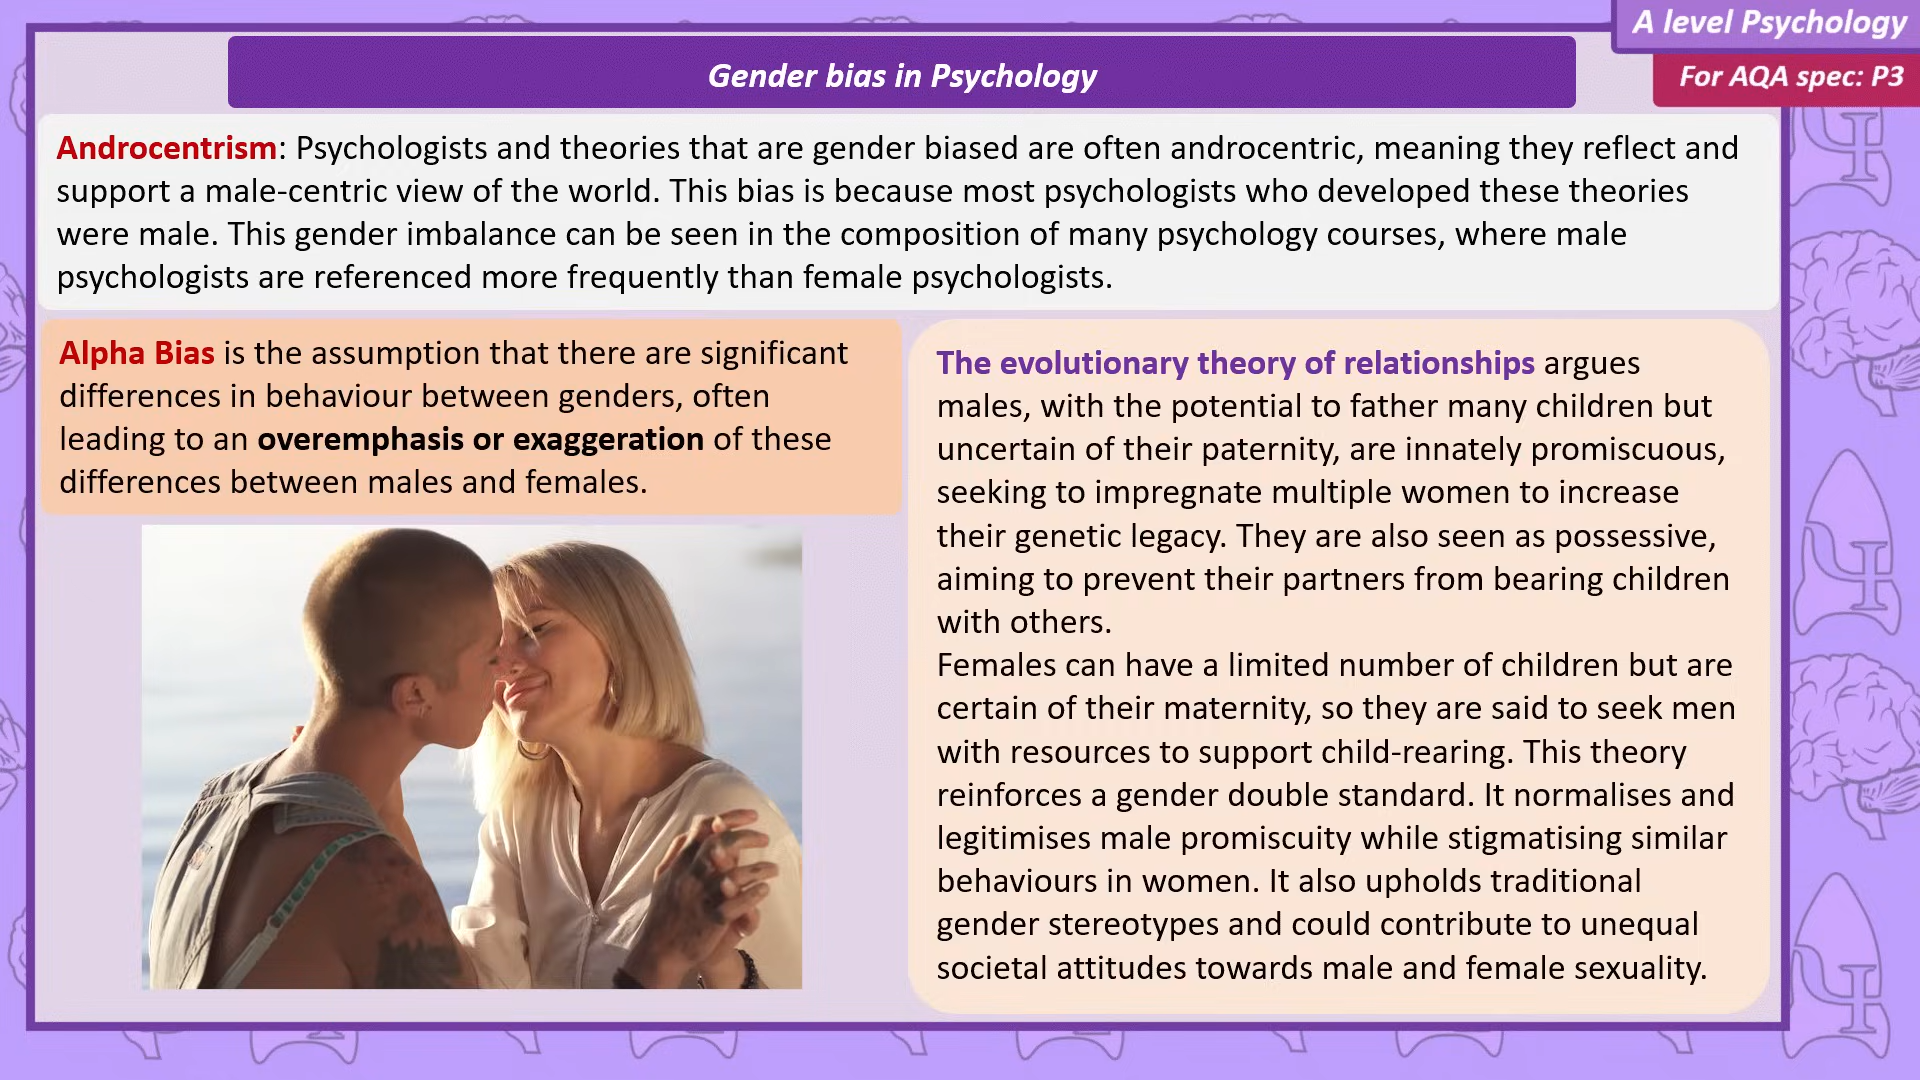 A level Psychology
For AQA spec: P3
Gender bias in Psychology
Androcentrism: Psychologists and theories that are gender biased are often androcentric, meaning they reflect and
support a male-centric view of the world. This bias is because most psychologists who developed these theories
were male. This gender imbalance can be seen in the composition of many psychology courses, where male
psychologists are referenced more frequently than female psychologists.
Alpha Bias is the assumption that there are significant
differences in behaviour between genders, often
leading to an overemphasis or exaggeration of these
differences between males and females.
The evolutionary theory of relationships argues
males, with the potential to father many children but
uncertain of their paternity, are innately promiscuous,
seeking to impregnate multiple women to increase
their genetic legacy. They are also seen as possessive,
aiming to prevent their partners from bearing children
with others.
Females can have a limited number of children but are
certain of their maternity, so they are said to seek men
with resources to support child-rearing. This theory
reinforces a gender double standard. It normalises and
legitimises male promiscuity while stigmatising similar
behaviours in women. It also upholds traditional
gender stereotypes and could contribute to unequal
societal attitudes towards male and female sexuality.